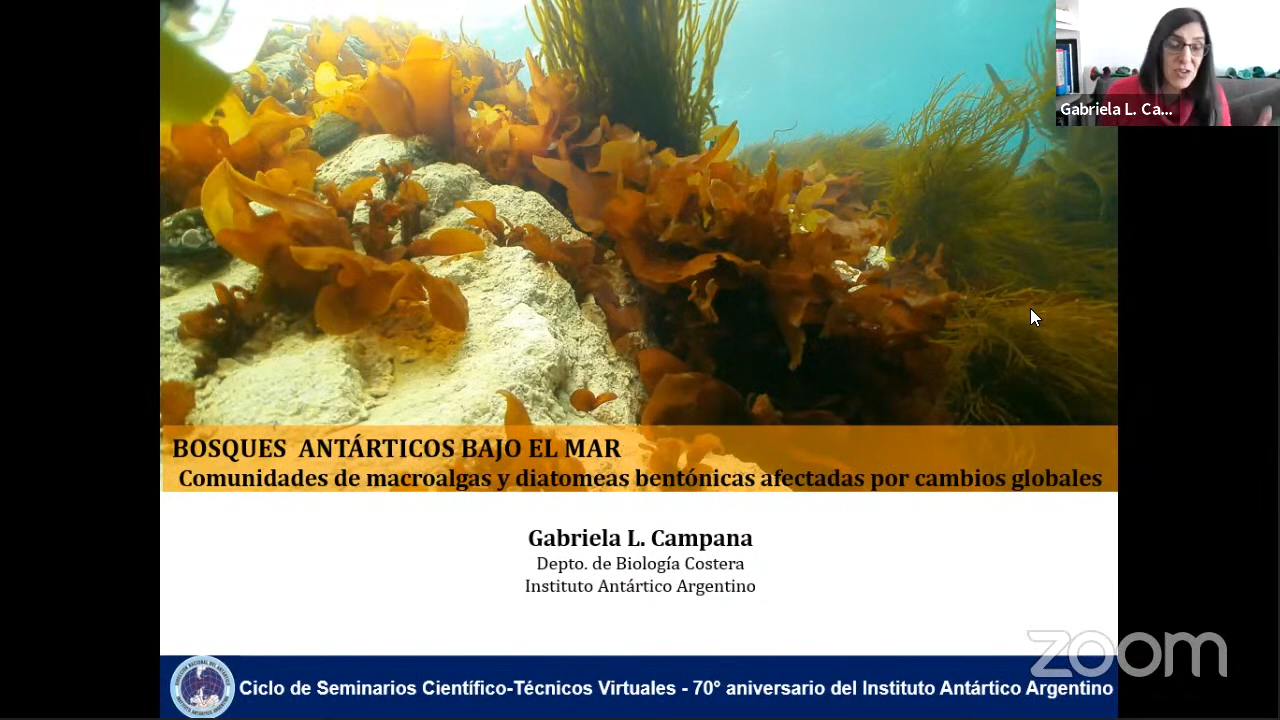 Gabriela L. Ca...
BOSQUES ANTÁRTICOS BAJO EL MAR
Comunidades de macroalgas y diatomeas bentónicas afectadas por cambios globales
Gabriela L. Campana
Depto. de Biología Costera
Instituto Antártico Argentino
zoom
Ciclo de Seminarios Científico-Técnicos Virtuales - 70° aniversario del Instituto Antártico Argentino